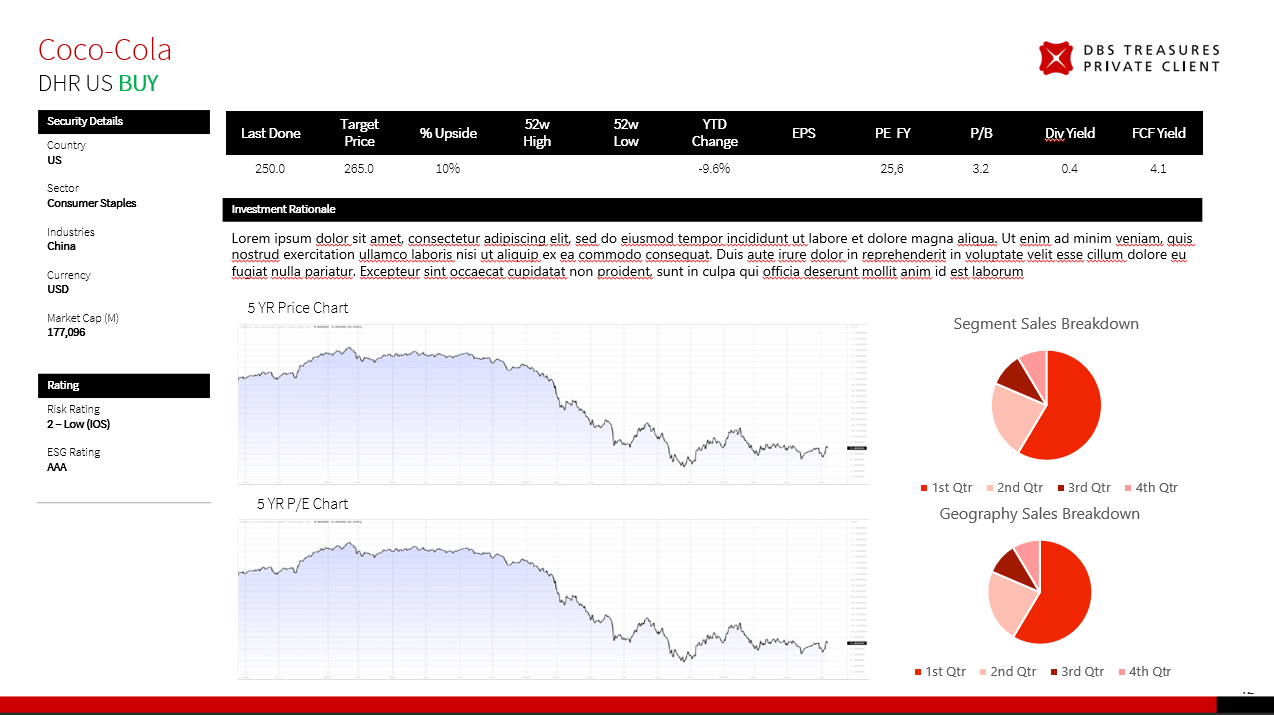 Coco-Cola
DHR US BUY
DBS TREASURES
PRIVATE CLIENT
Security Details
Country
US
Sector
Consumer Staples
Industries
China
Currency
USD
Market Cap (M)
177,096
Rating
Risk Rating
2 – Low (IOS)
ESG Rating
AAA
Last Done Target Price % Upside 52w High 52w Low YTD Change EPS PE FY P/B Div Yield FCF Yield
250.0 265.0 10% -9.6% 25,6 3.2 0.4 4.1
Investment Rationale
Lorem ipsum dolor sit amet, consectetur adipiscing elit, sed do eiusmod tempor incididunt ut labore et dolore magna aliqua. Ut enim ad minim veniam, quis
nostrud exercitation ullamco laboris nisi ut aliquip ex ea commodo consequat. Duis aute irure dolor in reprehenderit in voluptate velit esse cillum dolore eu
fugiat nulla pariatur. Excepteur sint occaecat cupidatat non proident, sunt in culpa qui officia deserunt mollit anim id est laborum
5 YR Price Chart
Segment Sales Breakdown
1st Qtr 2nd Qtr 3rd Qtr 4th Qtr
5 YR P/E Chart
Geography Sales Breakdown
1st Qtr 2nd Qtr 3rd Qtr 4th Qtr